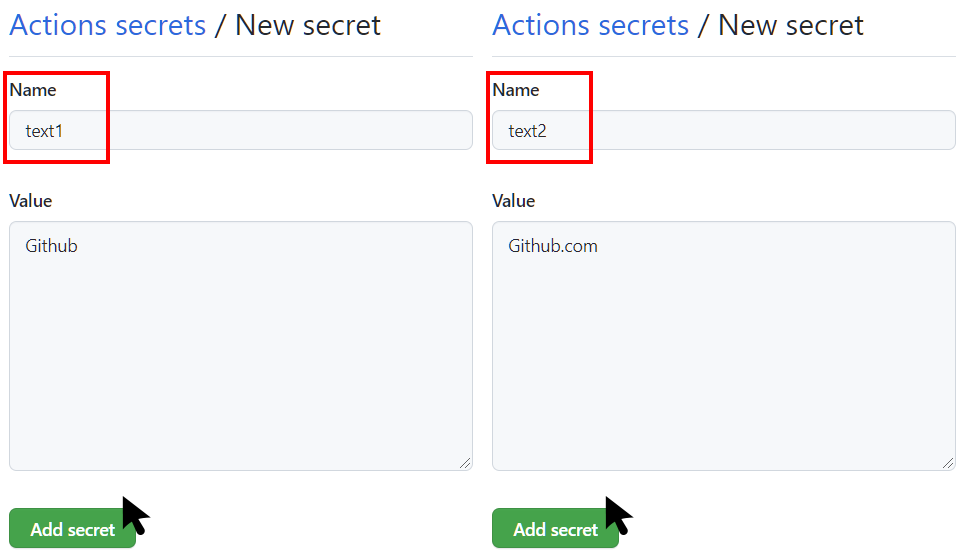 Actions secrets / New secret
Name
text1
Value
Github
Add secret
Actions secrets / New secret
Name
text2
Value
Github.com
Add secret